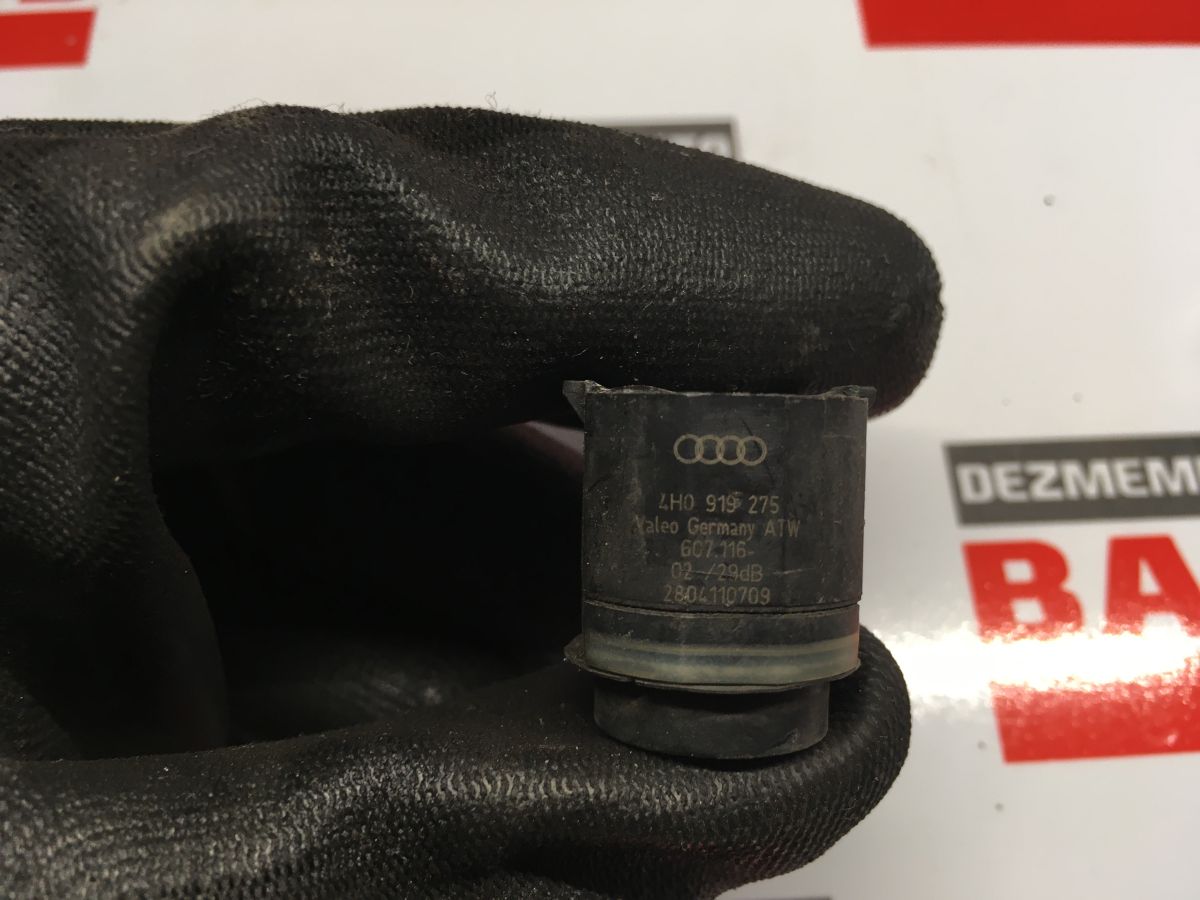 4H0 919 275
Valeo Germany ATW
607.116-
02 /29dB
2804110709
DEZMEM
BA